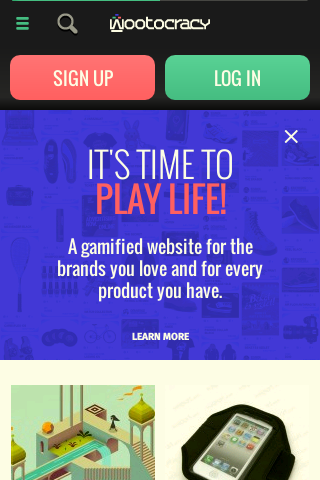 Wootocracy
SIGN UP
LOG IN
IT'S TIME TO
PLAY LIFE!
A gamified website for the
brands you love and for every
product you have.
LEARN MORE